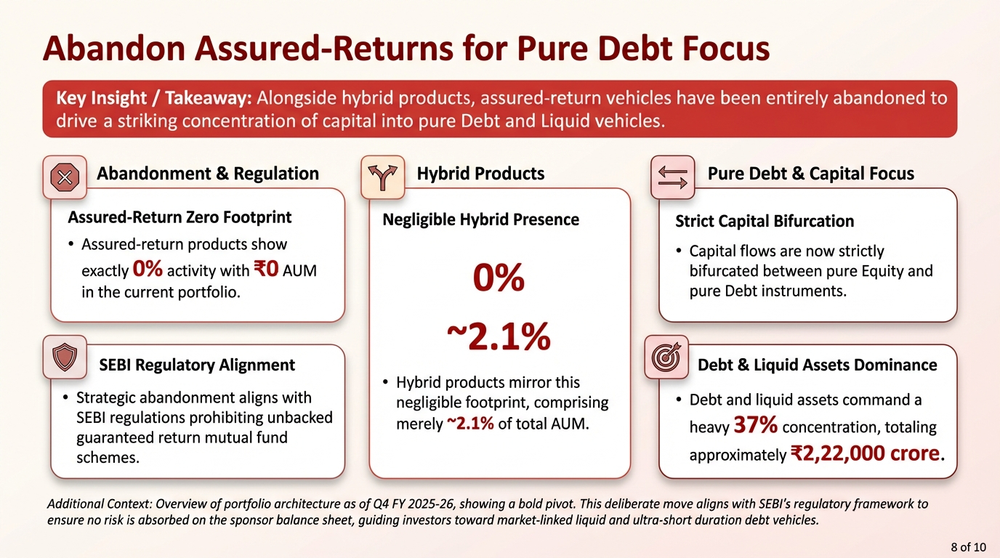 Abandon Assured-Returns for Pure Debt Focus
Key Insight / Takeaway: Alongside hybrid products, assured-return vehicles have been entirely abandoned to
drive a striking concentration of capital into pure Debt and Liquid vehicles.
Abandonment & Regulation
Assured-Return Zero Footprint
• Assured-return products show
exactly 0% activity with ₹0 AUM
in the current portfolio.
SEBI Regulatory Alignment
• Strategic abandonment aligns with
SEBI regulations prohibiting unbacked
guaranteed return mutual fund
schemes.
Hybrid Products
Negligible Hybrid Presence
0%
~2.1%
• Hybrid products mirror this
negligible footprint, comprising
merely ~2.1% of total AUM.
Pure Debt & Capital Focus
Strict Capital Bifurcation
• Capital flows are now strictly
bifurcated between pure Equity and
pure Debt instruments.
Debt & Liquid Assets Dominance
• Debt and liquid assets command a
heavy 37% concentration, totaling
approximately ₹2,22,000 crore.
Additional Context: Overview of portfolio architecture as of Q4 FY 2025-26, showing a bold pivot. This deliberate move aligns with SEBI's regulatory framework to
ensure no risk is absorbed on the sponsor balance sheet, guiding investors toward market-linked liquid and ultra-short duration debt vehicles.
8 of 10